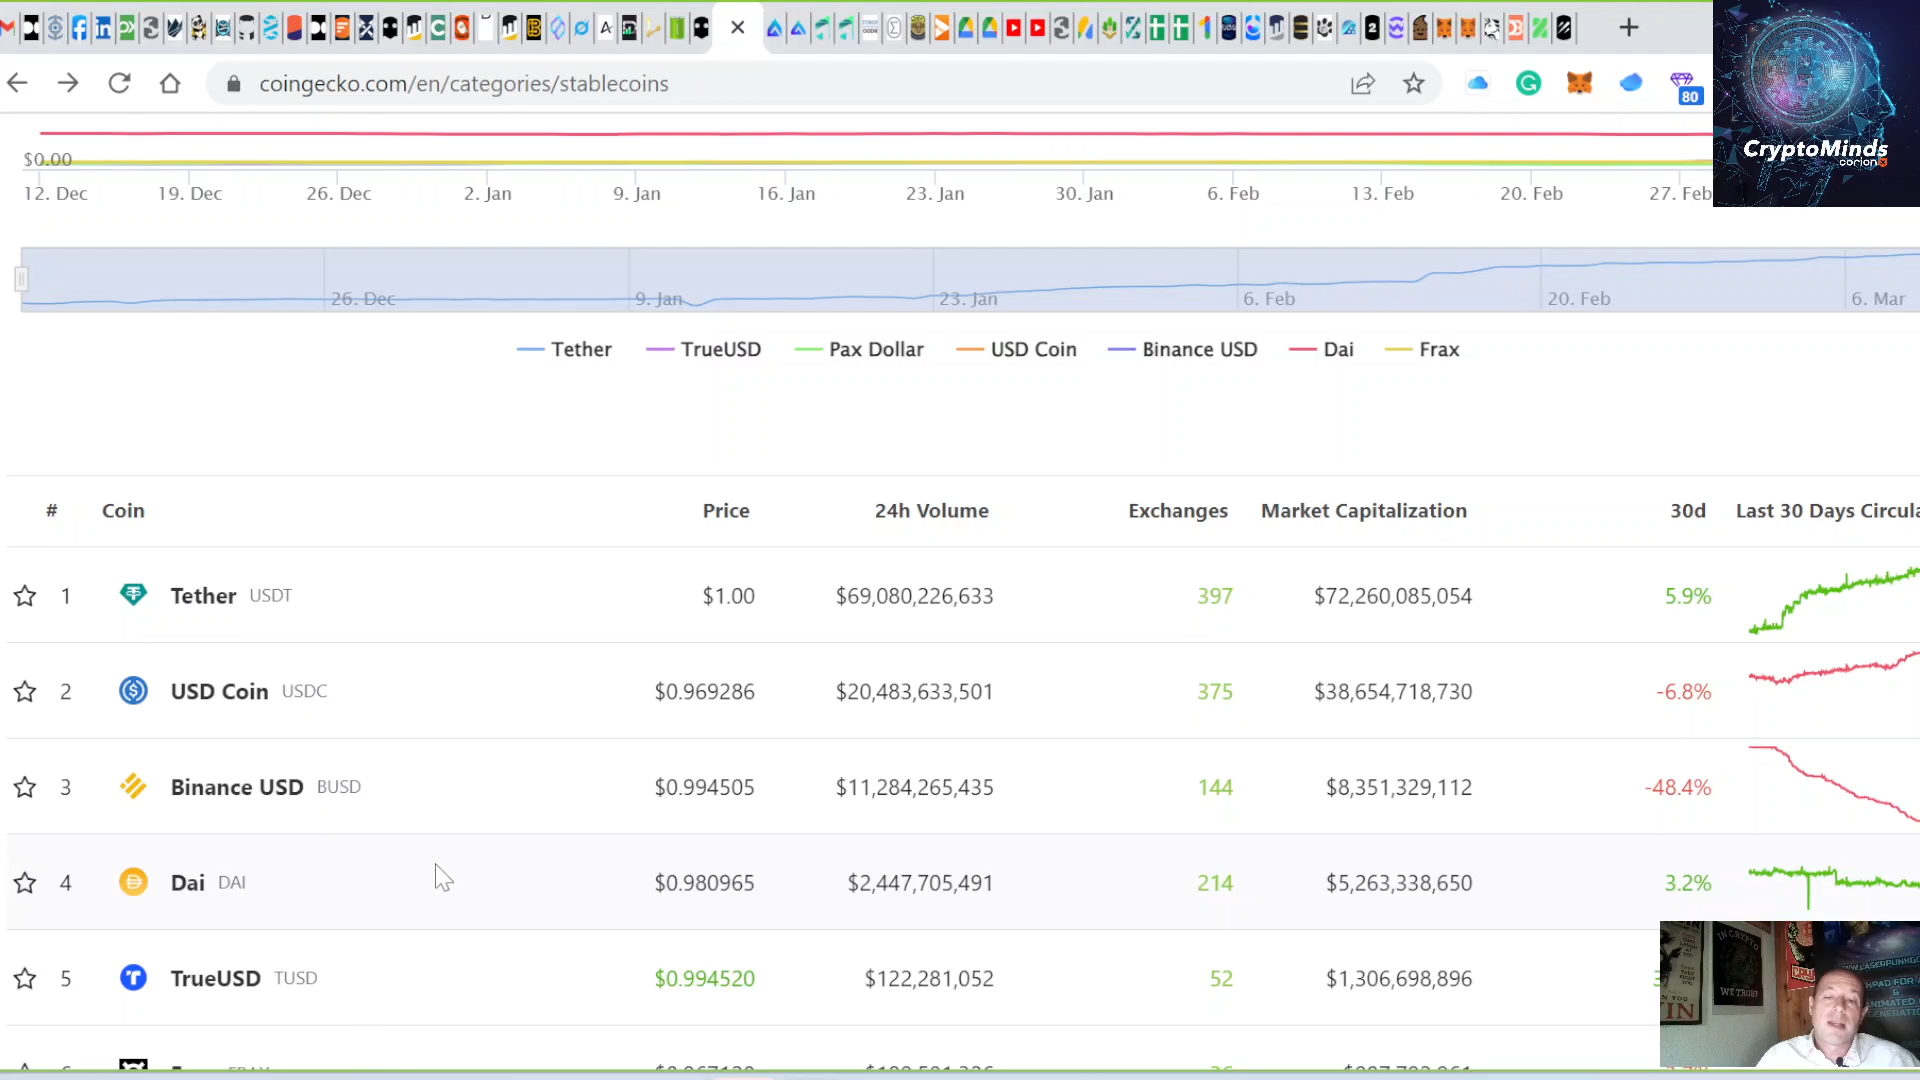 coingecko.com/en/categories/stablecoins
80
CryptoMinds
corionx
$0.00
12. Dec 19. Dec 26. Dec 2. Jan 9. Jan 16. Jan 23. Jan 30. Jan 6. Feb 13. Feb 20. Feb 27. Feb
26. Dec 9. Jan 23. Jan 6. Feb 20. Feb 6. Mar
Tether TrueUSD Pax Dollar USD Coin Binance USD Dai Frax
# Coin Price 24h Volume Exchanges Market Capitalization 30d Last 30 Days Circula
1 Tether USDT $1.00 $69,080,226,633 397 $72,260,085,054 5.9%
2 USD Coin USDC $0.969286 $20,483,633,501 375 $38,654,718,730 -6.8%
3 Binance USD BUSD $0.994505 $11,284,265,435 144 $8,351,329,112 -48.4%
4 Dai DAI $0.980965 $2,447,705,491 214 $5,263,338,650 3.2%
5 TrueUSD TUSD $0.994520 $122,281,052 52 $1,306,698,896
IN CRYPTO
WE TRUST